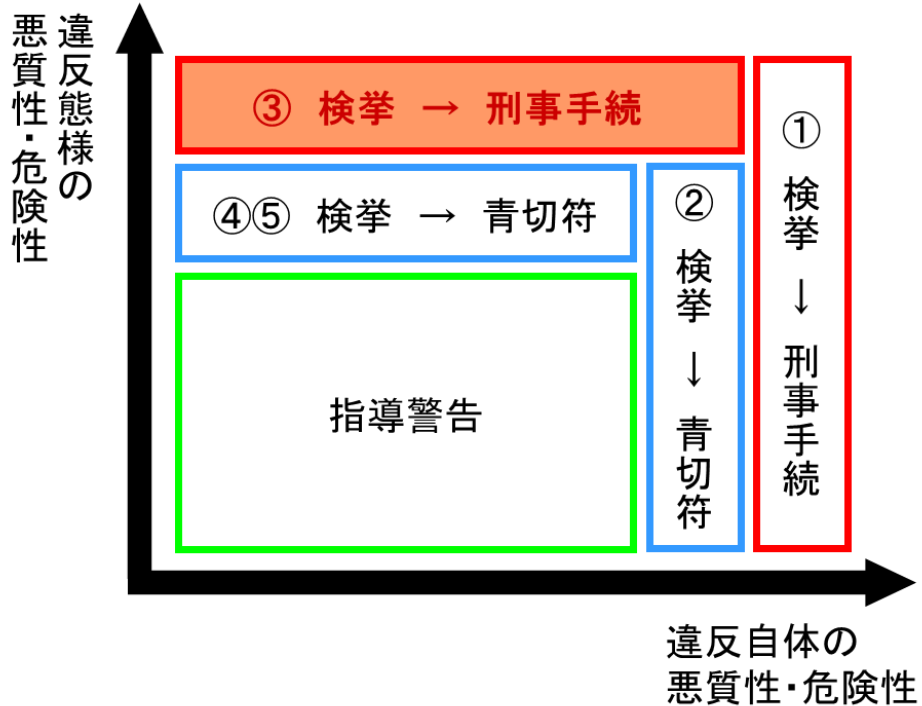 違反態様の
悪質性・危険性
③ 検挙 → 刑事手続
④⑤ 検挙 → 青切符
指導警告
② 検挙 → 青切符
① 検挙 → 刑事手続
違反自体の
悪質性・危険性